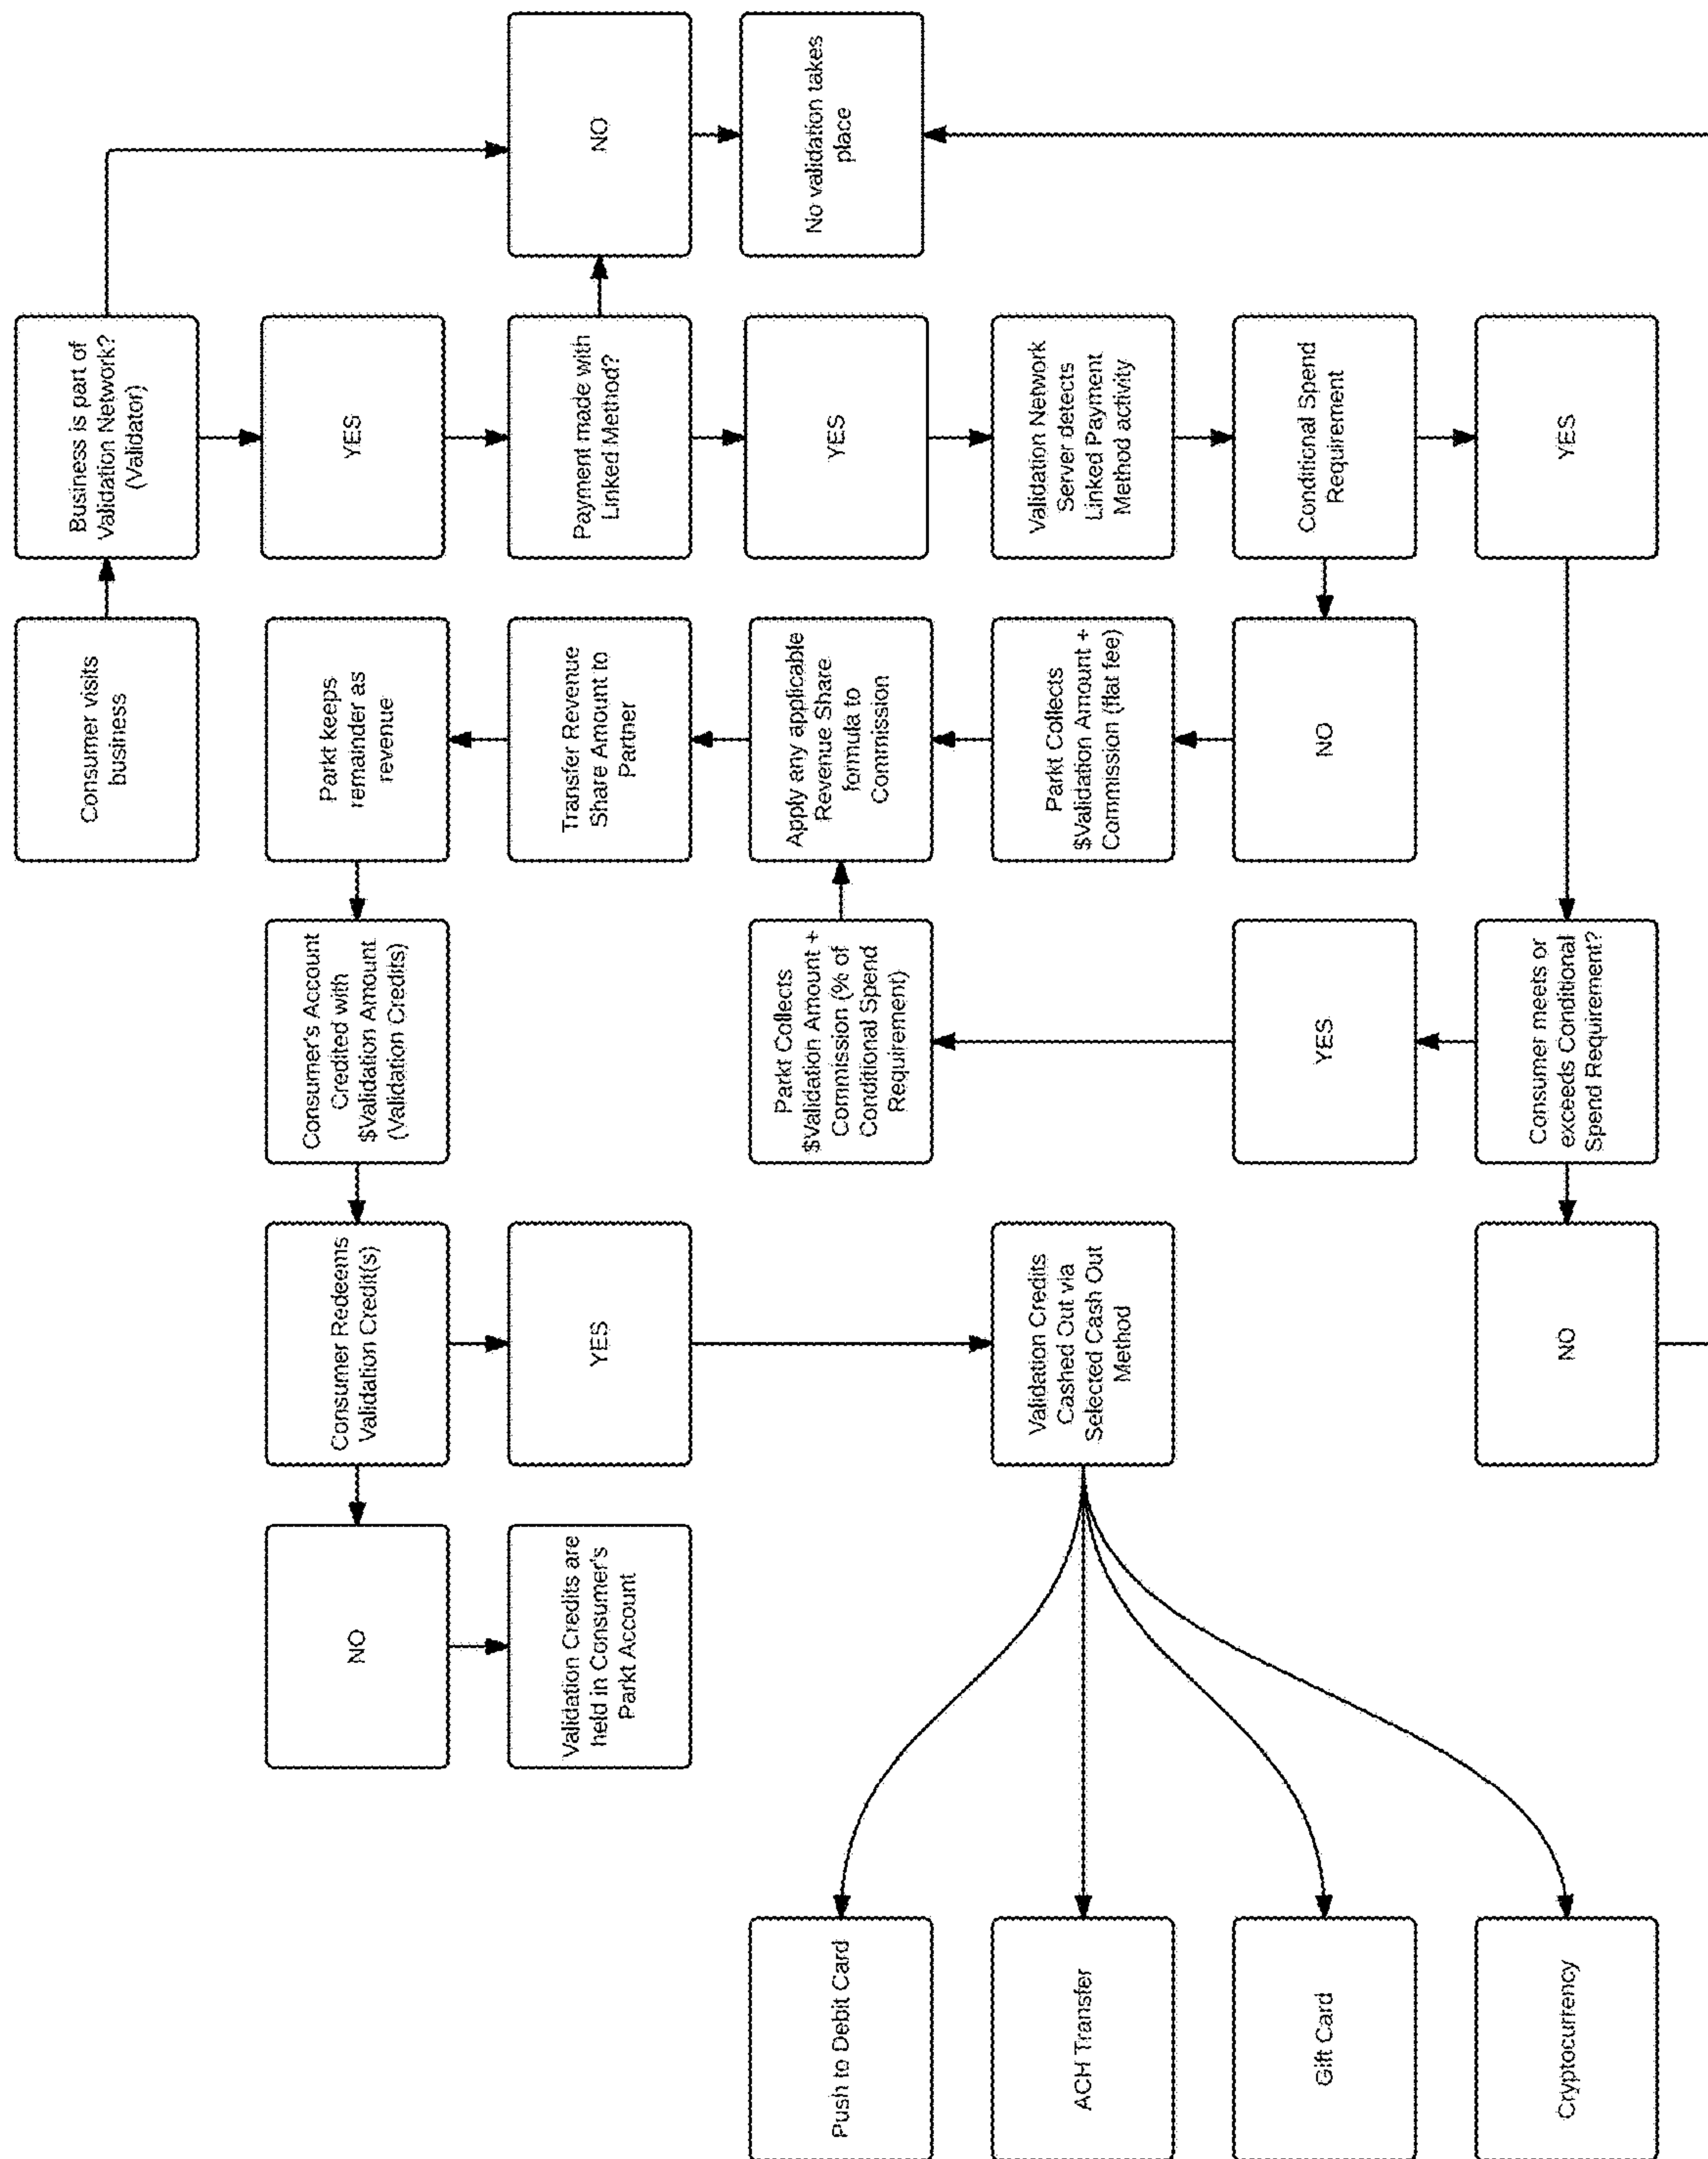 Consumer visits
business
Business is part of
Validation Network?
(Validator)
NO
Consumer Redeems
Validation Credit(s)
Consumer's Account
Credited with
$Validation Amount
(Validation Credits)
Parkt keeps
remainder as
revenue
YES
Validation Credits are
held in Consumer's
Parkt Account
YES
Transfer Revenue
Share Amount to
Partner
Payment made with
Linked Method?
NO
Push to Debit Card
Parkt Collects
$Validation Amount +
Commission (% of
Conditional Spend
Requirement)
Apply any applicable
Revenue Share
formula to
Commission
YES
No validation takes
place
ACH Transfer
Validation Credits
Cashed Out via
Selected Cash Out
Method
Parkt Collects
$Validation Amount +
Commission (flat fee)
Validation Network
Server detects
Linked Payment
Method activity
Gift Card
YES
NO
Conditional Spend
Requirement
Cryptocurrency
NO
Consumer meets or
exceeds Conditional
Spend Requirement?
YES